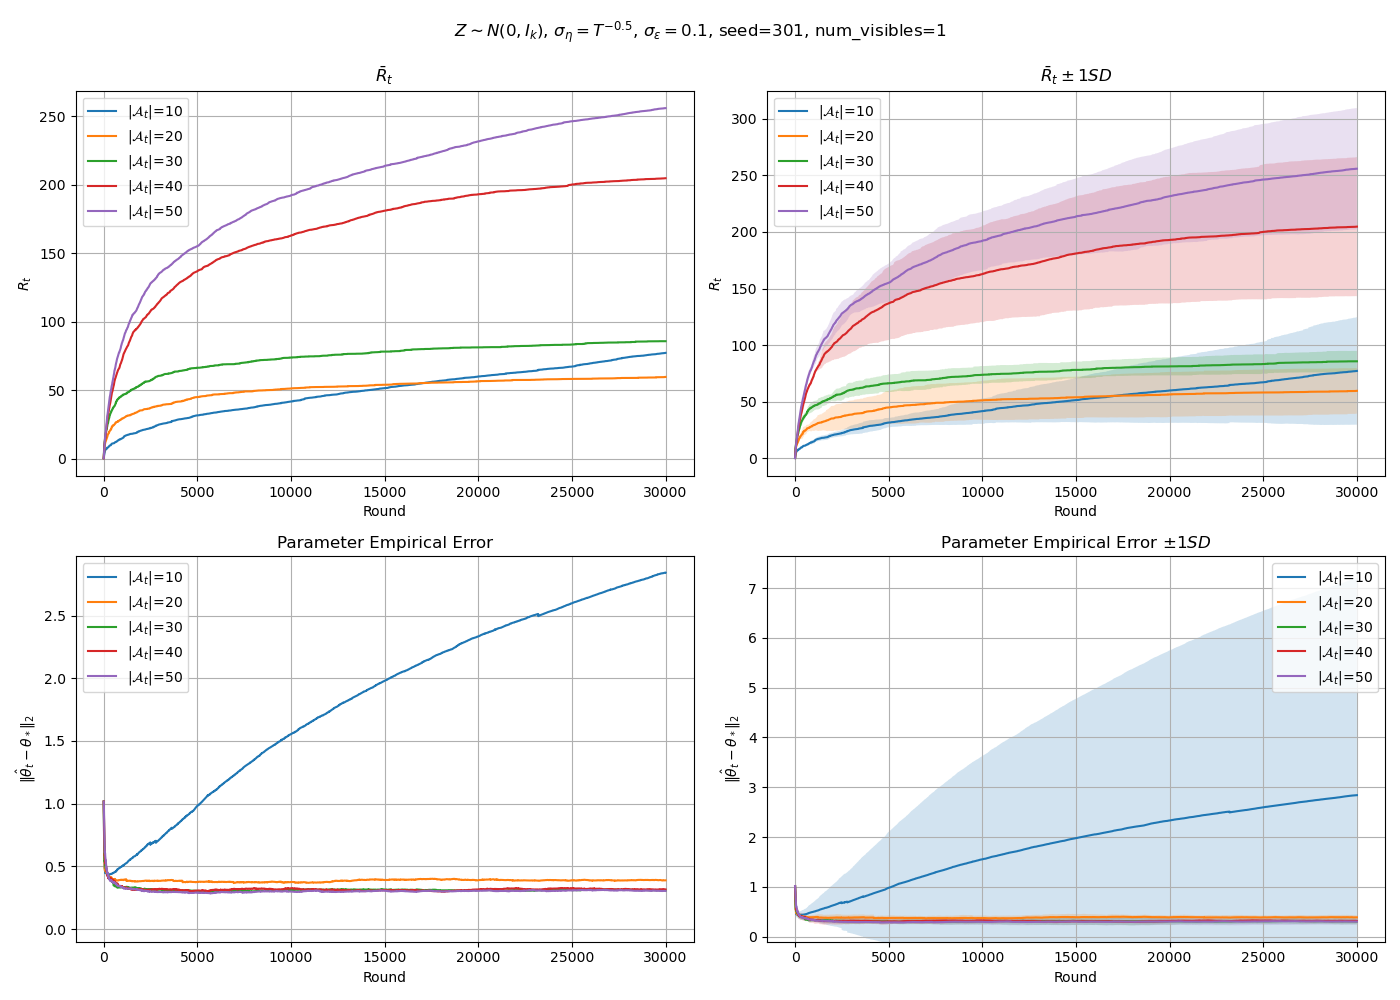 Z ∼ N(0, I_k), σ_η = T^{−0.5}, σ_ε = 0.1, seed=301, num_visibles=1
R̄_t
R_t
250
200
150
100
50
0
0 5000 10000 15000 20000 25000 30000
Round
|𝒜_t|=10
|𝒜_t|=20
|𝒜_t|=30
|𝒜_t|=40
|𝒜_t|=50
R̄_t ± 1SD
R_t
300
250
200
150
100
50
0
0 5000 10000 15000 20000 25000 30000
Round
|𝒜_t|=10
|𝒜_t|=20
|𝒜_t|=30
|𝒜_t|=40
|𝒜_t|=50
Parameter Empirical Error
‖θ̂_t − θ_*‖_2
2.5
2.0
1.5
1.0
0.5
0.0
0 5000 10000 15000 20000 25000 30000
Round
|𝒜_t|=10
|𝒜_t|=20
|𝒜_t|=30
|𝒜_t|=40
|𝒜_t|=50
Parameter Empirical Error ±1SD
‖θ̂_t − θ_*‖_2
7
6
5
4
3
2
1
0
0 5000 10000 15000 20000 25000 30000
Round
|𝒜_t|=10
|𝒜_t|=20
|𝒜_t|=30
|𝒜_t|=40
|𝒜_t|=50